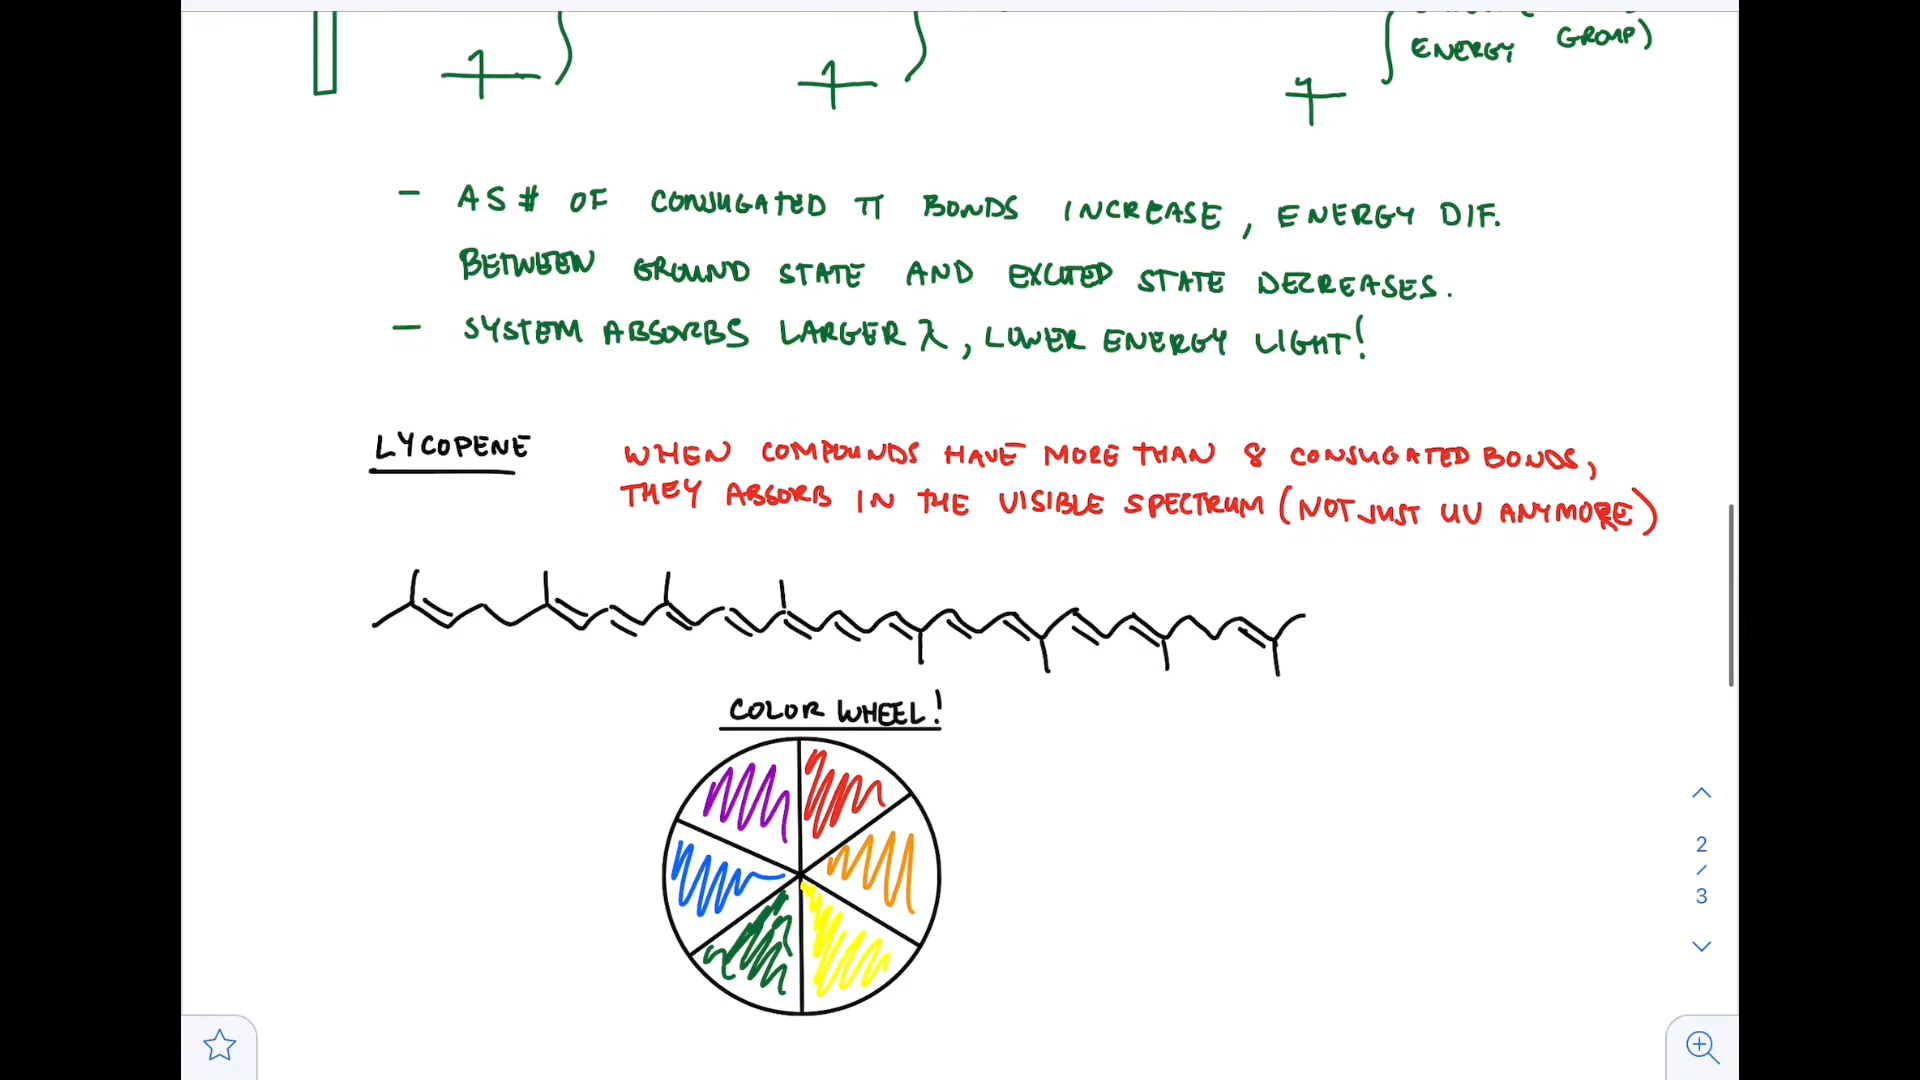 ENERGY GROUP)
- AS # OF CONJUGATED π BONDS INCREASE, ENERGY DIF.
BETWEEN GROUND STATE AND EXCITED STATE DECREASES.
- SYSTEM ABSORBS LARGER λ, LOWER ENERGY LIGHT!
LYCOPENE
WHEN COMPOUNDS HAVE MORE THAN 8 CONJUGATED BONDS,
THEY ABSORB IN THE VISIBLE SPECTRUM (NOT JUST UV ANYMORE)
COLOR WHEEL!
2
/
3